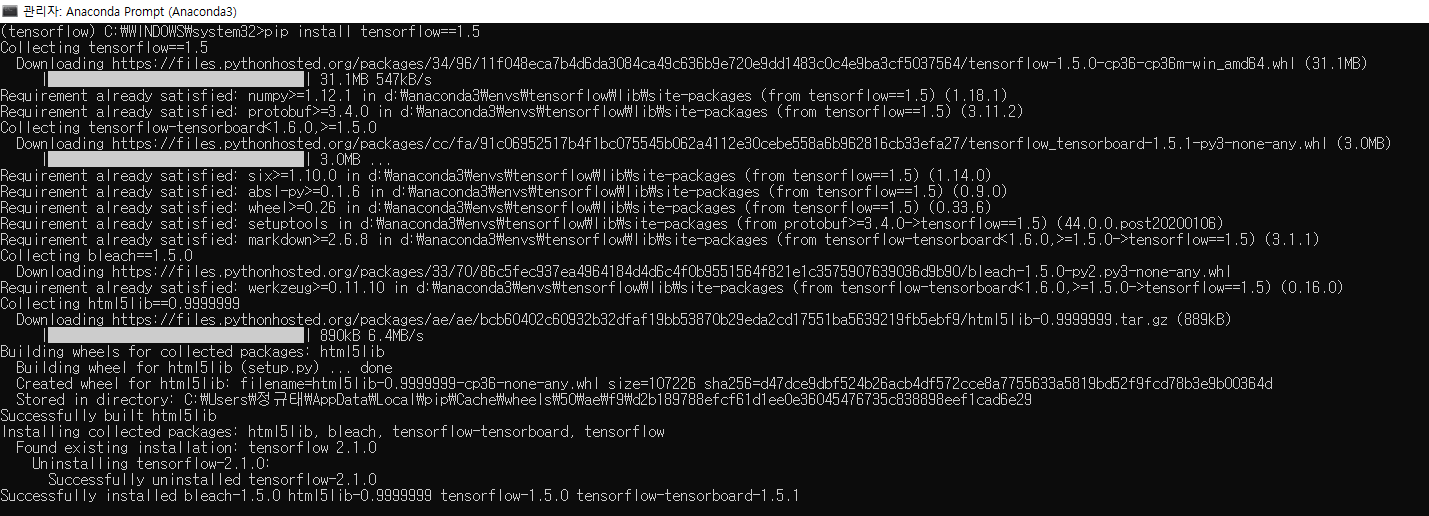 관리자: Anaconda Prompt (Anaconda3)
(tensorflow) C:\WINDOWS\system32>pip install tensorflow==1.5
Collecting tensorflow==1.5
  Downloading https://files.pythonhosted.org/packages/34/96/11f048eca7b4d6da3084ca49c636b9e720e9dd1483c0c4e9ba3cf5037564/tensorflow-1.5.0-cp36-cp36m-win_amd64.whl (31.1MB)
     |████████████████████████████████| 31.1MB 547kB/s
Requirement already satisfied: numpy>=1.12.1 in d:\anaconda3\envs\tensorflow\lib\site-packages (from tensorflow==1.5) (1.18.1)
Requirement already satisfied: protobuf>=3.4.0 in d:\anaconda3\envs\tensorflow\lib\site-packages (from tensorflow==1.5) (3.11.2)
Collecting tensorflow-tensorboard<1.6.0,>=1.5.0
  Downloading https://files.pythonhosted.org/packages/cc/fa/91c06952517b4f1bc075545b062a4112e30cebe558a6b962816cb33efa27/tensorflow_tensorboard-1.5.1-py3-none-any.whl (3.0MB)
     |████████████████████████████████| 3.0MB ...
Requirement already satisfied: six>=1.10.0 in d:\anaconda3\envs\tensorflow\lib\site-packages (from tensorflow==1.5) (1.14.0)
Requirement already satisfied: absl-py>=0.1.6 in d:\anaconda3\envs\tensorflow\lib\site-packages (from tensorflow==1.5) (0.9.0)
Requirement already satisfied: wheel>=0.26 in d:\anaconda3\envs\tensorflow\lib\site-packages (from tensorflow==1.5) (0.33.6)
Requirement already satisfied: setuptools in d:\anaconda3\envs\tensorflow\lib\site-packages (from protobuf>=3.4.0->tensorflow==1.5) (44.0.0.post20200106)
Requirement already satisfied: markdown>=2.6.8 in d:\anaconda3\envs\tensorflow\lib\site-packages (from tensorflow-tensorboard<1.6.0,>=1.5.0->tensorflow==1.5) (3.1.1)
Collecting bleach==1.5.0
  Downloading https://files.pythonhosted.org/packages/33/70/86c5fec937ea4964184d4d6c4f0b9551564f821e1c3575907639036d9b90/bleach-1.5.0-py2.py3-none-any.whl
Requirement already satisfied: werkzeug>=0.11.10 in d:\anaconda3\envs\tensorflow\lib\site-packages (from tensorflow-tensorboard<1.6.0,>=1.5.0->tensorflow==1.5) (0.16.0)
Collecting html5lib==0.9999999
  Downloading https://files.pythonhosted.org/packages/ae/ae/bcb60402c60932b32dfaf19bb53870b29eda2cd17551ba5639219fb5ebf9/html5lib-0.9999999.tar.gz (889kB)
     |████████████████████████████████| 890kB 6.4MB/s
Building wheels for collected packages: html5lib
  Building wheel for html5lib (setup.py) ... done
  Created wheel for html5lib: filename=html5lib-0.9999999-cp36-none-any.whl size=107226 sha256=d47dce9dbf524b26acb4df572cce8a7755633a5819bd52f9fcd78b3e9b00364d
  Stored in directory: C:\Users\정규태\AppData\Local\pip\Cache\wheels\50\ae\f9\d2b189788efcf61d1ee0e36045476735c838898eef1cad6e29
Successfully built html5lib
Installing collected packages: html5lib, bleach, tensorflow-tensorboard, tensorflow
  Found existing installation: tensorflow 2.1.0
    Uninstalling tensorflow-2.1.0:
      Successfully uninstalled tensorflow-2.1.0
Successfully installed bleach-1.5.0 html5lib-0.9999999 tensorflow-1.5.0 tensorflow-tensorboard-1.5.1